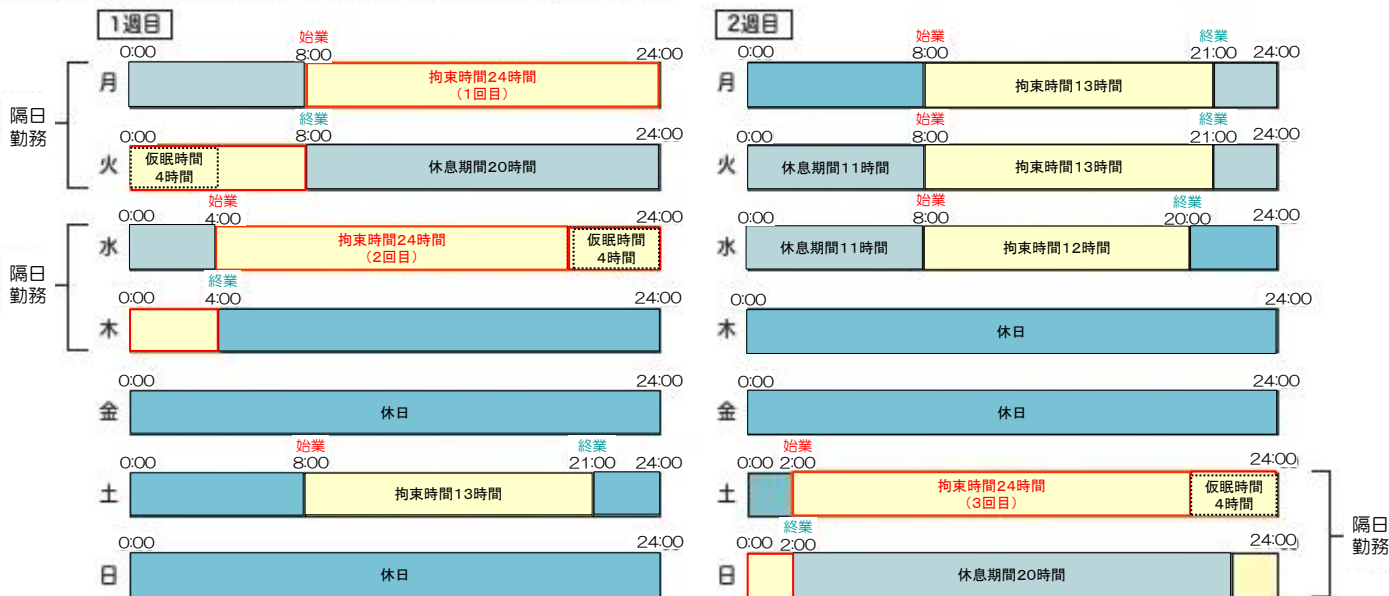 1週目
始業
0:00 8:00 24:00
月
拘束時間24時間
(1回目)
隔日
勤務
終業
0:00 8:00 24:00
火
仮眠時間
4時間
休息期間20時間
始業
0:00 4:00 24:00
水
拘束時間24時間
(2回目)
仮眠時間
4時間
隔日
勤務
終業
0:00 4:00 24:00
木
0:00 24:00
金
休日
始業 終業
0:00 8:00 21:00 24:00
土
拘束時間13時間
0:00 24:00
日
休日
2週目
始業 終業
0:00 8:00 21:00 24:00
月
拘束時間13時間
始業 終業
0:00 8:00 21:00 24:00
火
休息期間11時間
拘束時間13時間
始業 終業
0:00 8:00 20:00 24:00
水
休息期間11時間
拘束時間12時間
0:00 24:00
木
休日
0:00 24:00
金
休日
始業
0:00 2:00 24:00
土
拘束時間24時間
(3回目)
仮眠時間
4時間
隔日
勤務
終業
0:00 2:00 24:00
日
休息期間20時間